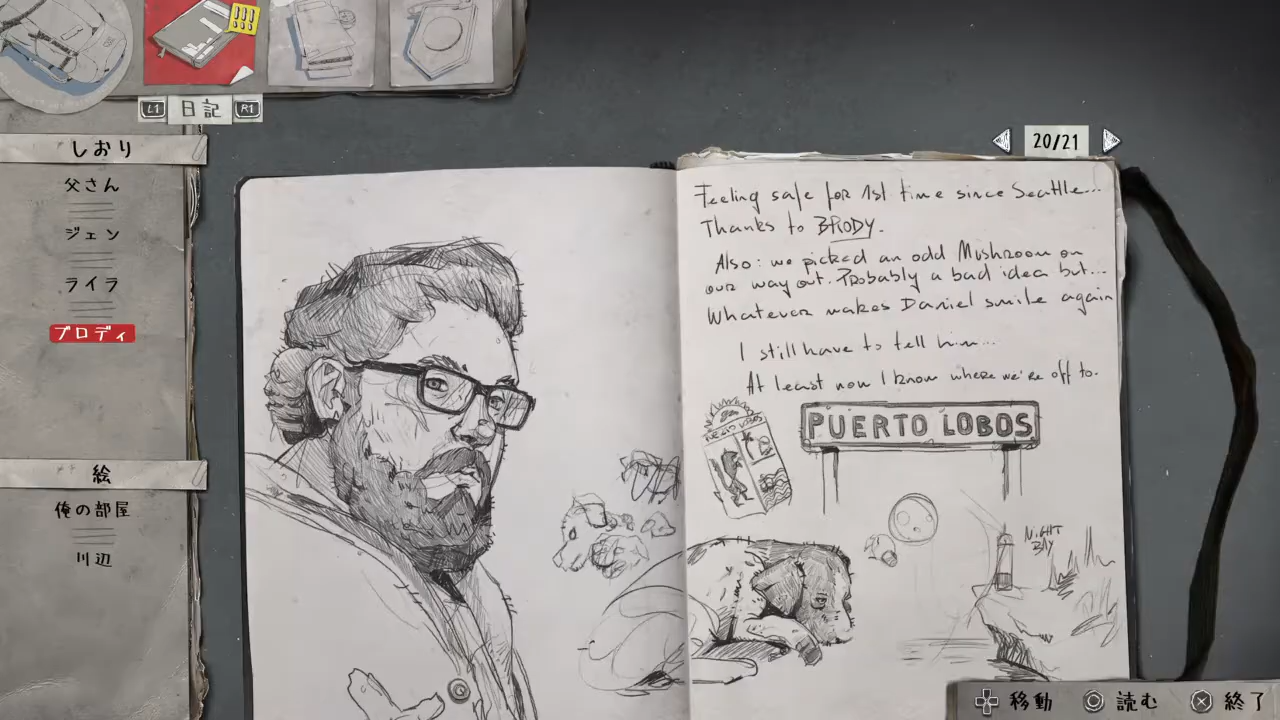 L1 日記 R1
しおり
父さん
ジェン
ライラ
ブロディ
絵
俺の部屋
川辺
20/21
Feeling safe for 1st time since Seattle...
Thanks to BRODY.
Also: we picked an odd Mushroom on
our way out. Probably a bad idea but...
Whatever makes Daniel smile again
I still have to tell him...
At least now I know where we're off to.
PUERTO LOBOS
NIGHT
BAY
移動 読む 終了